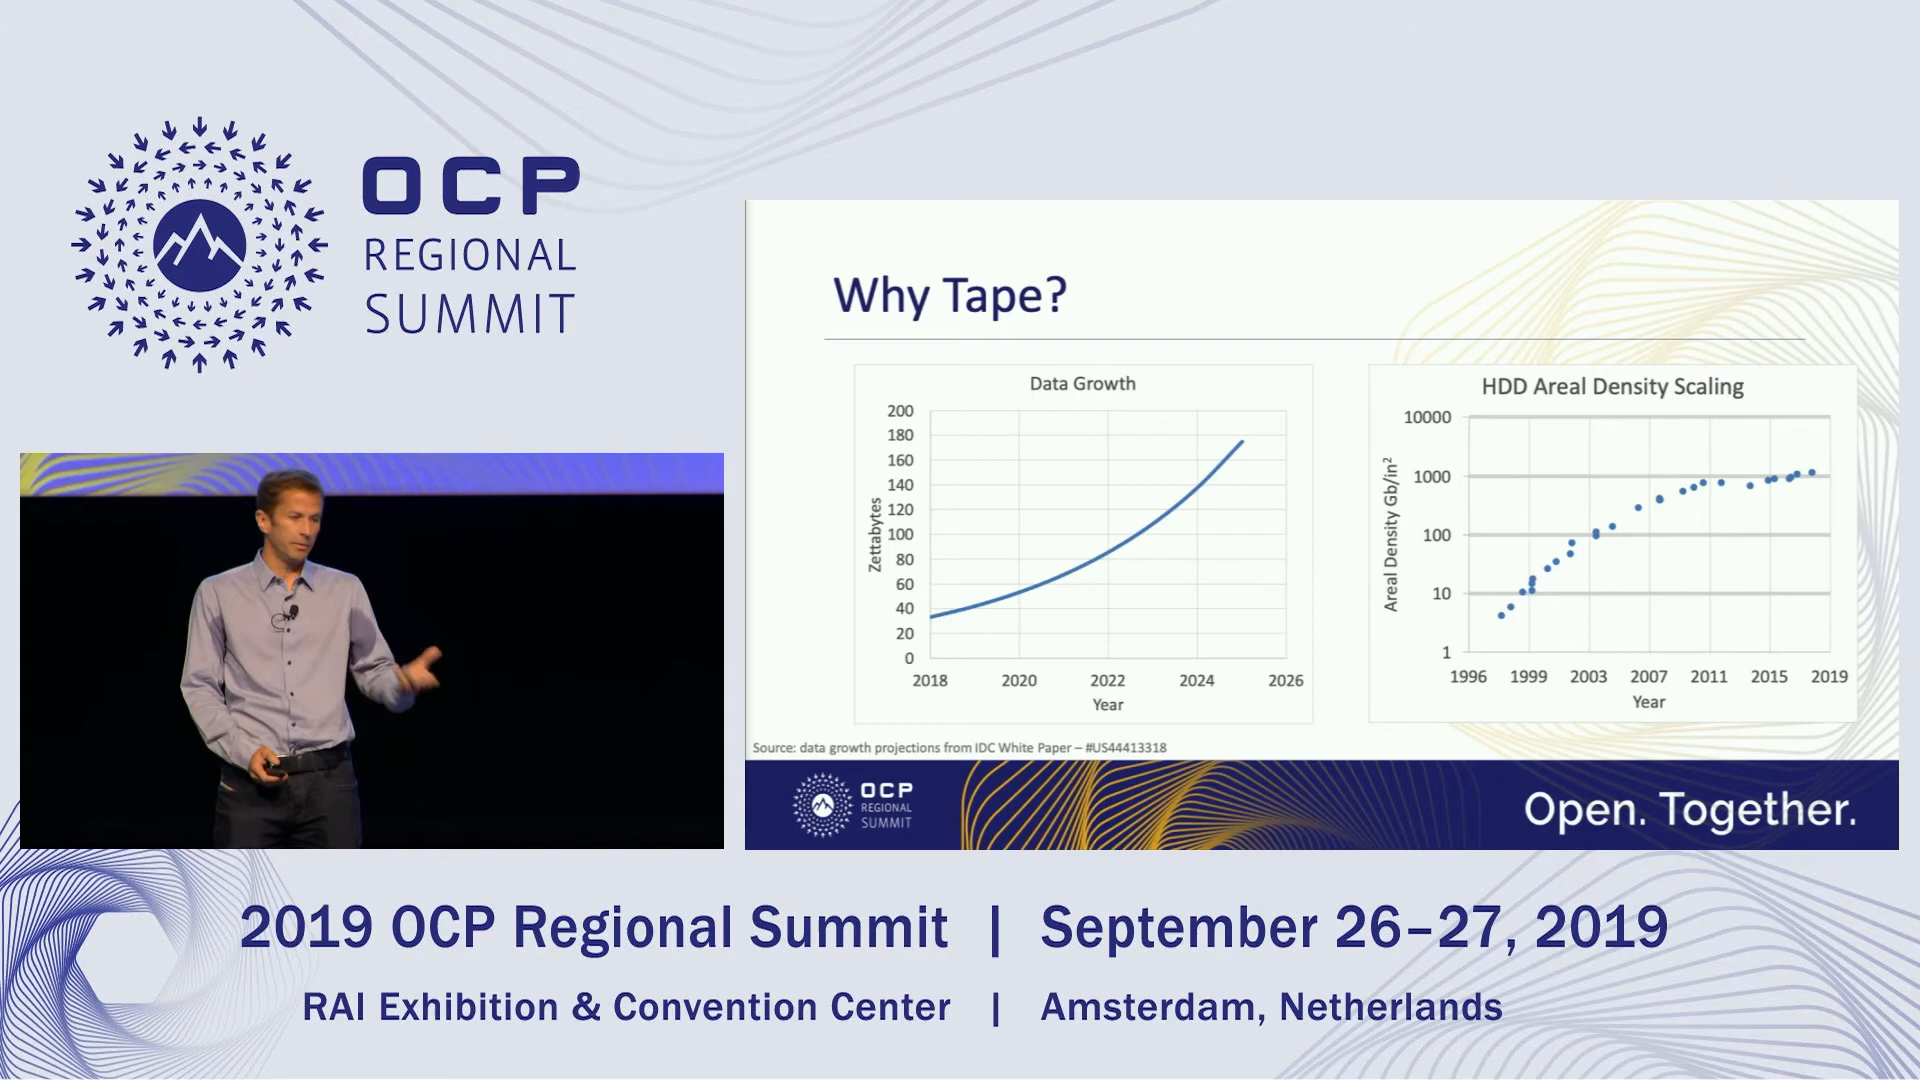 OCP
REGIONAL
SUMMIT
Why Tape?
Data Growth
Zettabytes
200
180
160
140
120
100
80
60
40
20
0
2018 2020 2022 2024 2026
Year
HDD Areal Density Scaling
Areal Density Gb/in²
10000
1000
100
10
1
1996 1999 2003 2007 2011 2015 2019
Year
Source: data growth projections from IDC White Paper – #US44413318
OCP
REGIONAL
SUMMIT
Open. Together.
2019 OCP Regional Summit | September 26–27, 2019
RAI Exhibition & Convention Center | Amsterdam, Netherlands